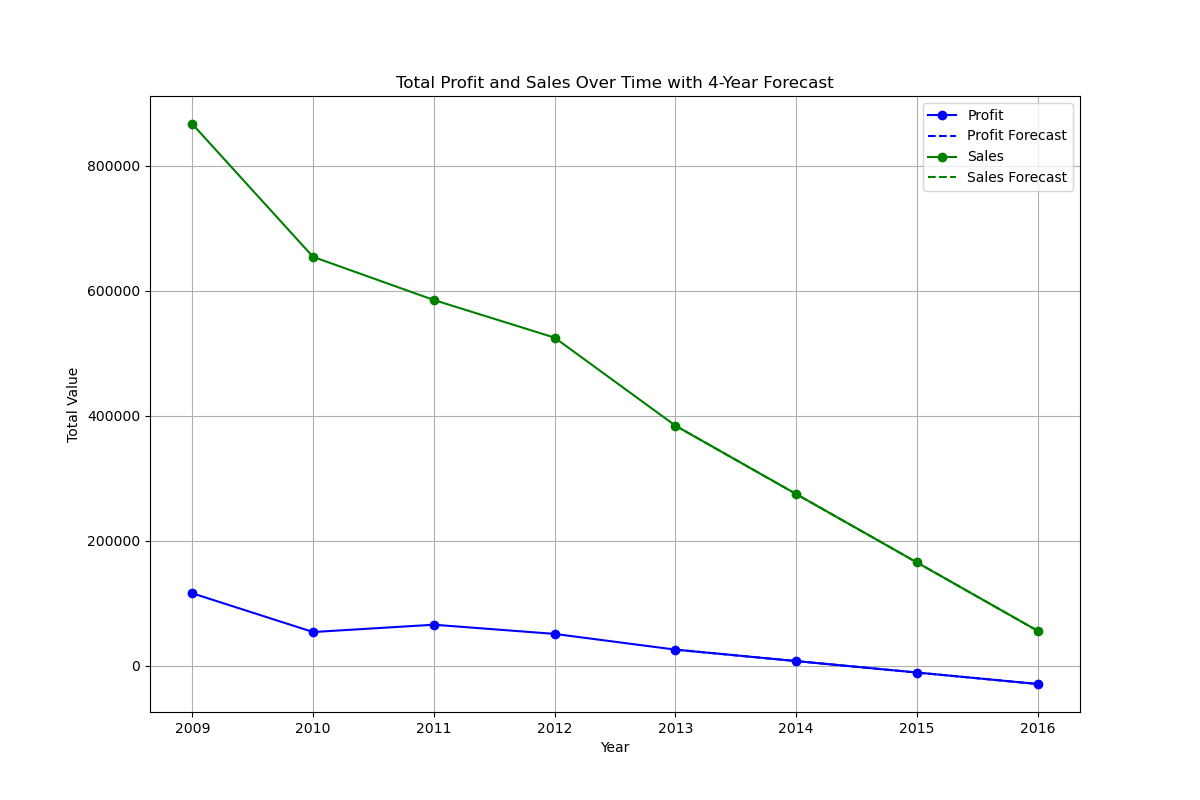 Total Profit and Sales Over Time with 4-Year Forecast
Profit
Profit Forecast
Sales
Sales Forecast
Total Value
800000
600000
400000
200000
0
2009 2010 2011 2012 2013 2014 2015 2016
Year